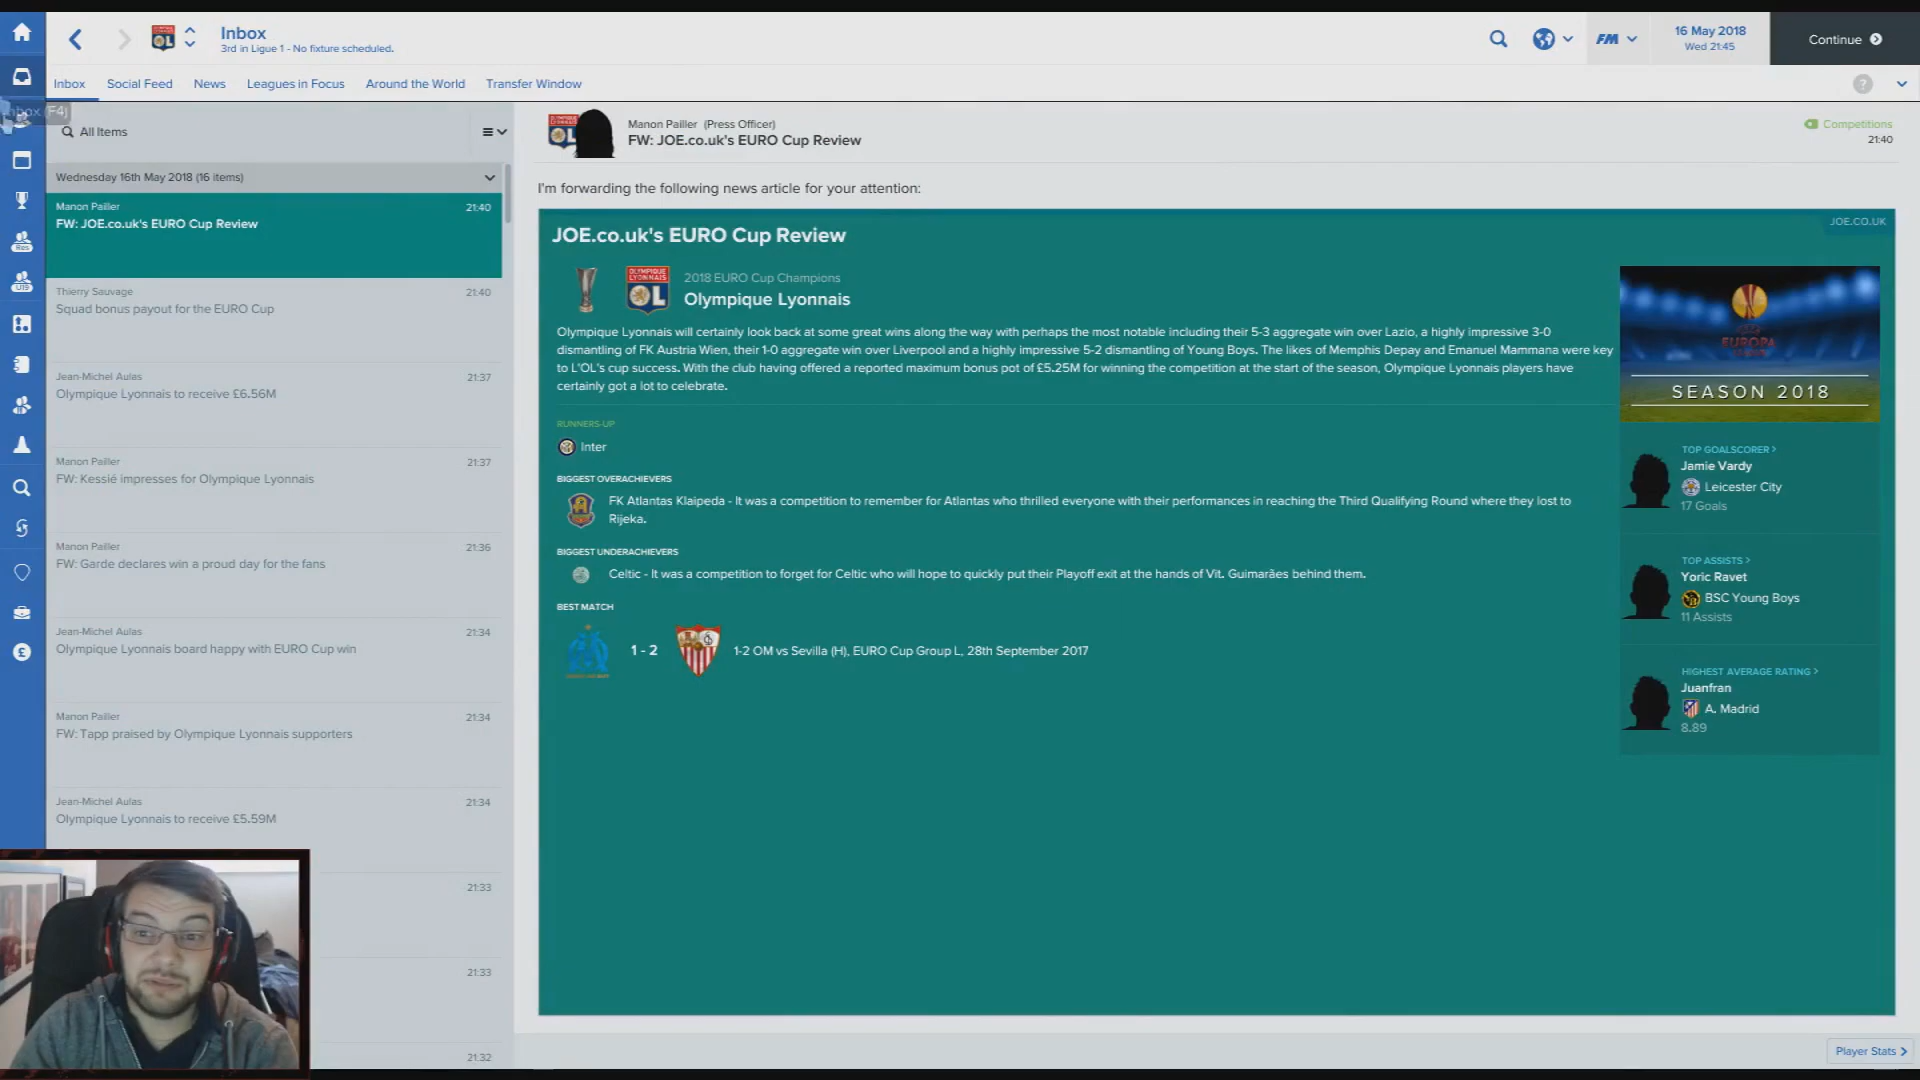 Inbox
3rd in Ligue 1 - No fixture scheduled.
FM
16 May 2018
Wed 21:45
Continue
Inbox
Social Feed
News
Leagues in Focus
Around the World
Transfer Window
?
Inbox (F4)
All Items
Wednesday 16th May 2018 (16 items)
Manon Pailler
21:40
FW: JOE.co.uk's EURO Cup Review
Thierry Sauvage
21:40
Squad bonus payout for the EURO Cup
Jean-Michel Aulas
21:37
Olympique Lyonnais to receive £6.56M
Manon Pailler
21:37
FW: Kessié impresses for Olympique Lyonnais
Manon Pailler
21:36
FW: Garde declares win a proud day for the fans
Jean-Michel Aulas
21:34
Olympique Lyonnais board happy with EURO Cup win
Manon Pailler
21:34
FW: Tapp praised by Olympique Lyonnais supporters
Jean-Michel Aulas
21:34
Olympique Lyonnais to receive £5.59M
21:33
21:33
21:32
Res
U19
Manon Pailler (Press Officer)
FW: JOE.co.uk's EURO Cup Review
Competitions
21:40
I'm forwarding the following news article for your attention:
JOE.CO.UK
JOE.co.uk's EURO Cup Review
OLYMPIQUE LYONNAIS
OL
2018 EURO Cup Champions
Olympique Lyonnais
Olympique Lyonnais will certainly look back at some great wins along the way with perhaps the most notable including their 5-3 aggregate win over Lazio, a highly impressive 3-0
dismantling of FK Austria Wien, their 1-0 aggregate win over Liverpool and a highly impressive 5-2 dismantling of Young Boys. The likes of Memphis Depay and Emanuel Mammana were key
to L'OL's cup success. With the club having offered a reported maximum bonus pot of £5.25M for winning the competition at the start of the season, Olympique Lyonnais players have
certainly got a lot to celebrate.
RUNNERS-UP
Inter
BIGGEST OVERACHIEVERS
FK Atlantas Klaipeda - It was a competition to remember for Atlantas who thrilled everyone with their performances in reaching the Third Qualifying Round where they lost to
Rijeka.
BIGGEST UNDERACHIEVERS
Celtic - It was a competition to forget for Celtic who will hope to quickly put their Playoff exit at the hands of Vit. Guimarães behind them.
BEST MATCH
1 - 2
1-2 OM vs Sevilla (H), EURO Cup Group L, 28th September 2017
UEFA
EUROPA
LEAGUE
SEASON 2018
TOP GOALSCORER >
Jamie Vardy
Leicester City
17 Goals
TOP ASSISTS >
Yoric Ravet
BSC Young Boys
11 Assists
HIGHEST AVERAGE RATING >
Juanfran
A. Madrid
8.89
Player Stats >